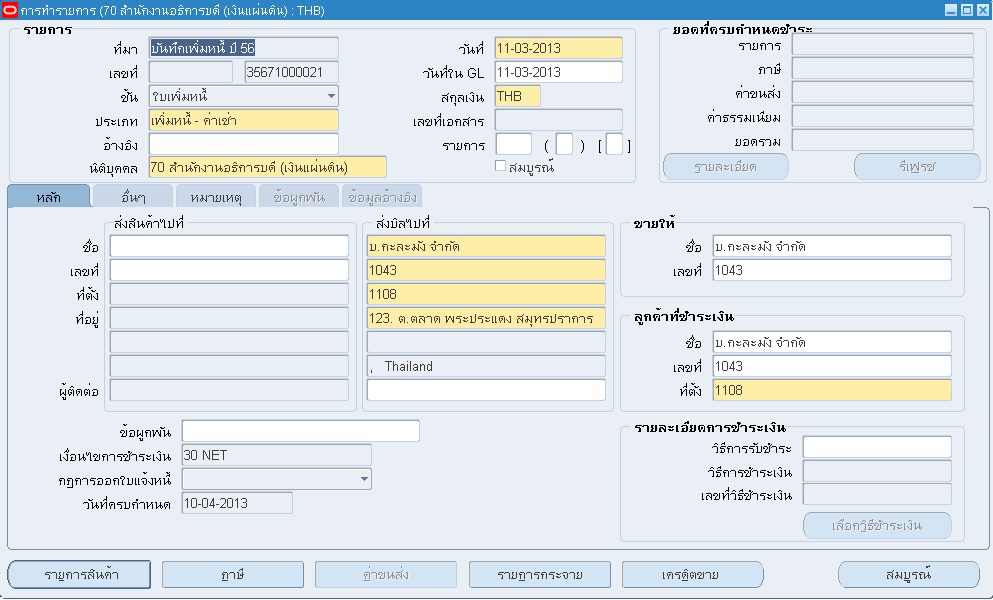 การทำรายการ (70 สำนักงานอธิการบดี (เงินแผ่นดิน) : THB)
รายการ
ที่มา บันทึกเพิ่มหนี้ ปี 56
เลขที่ 35671000021
ชั้น ใบเพิ่มหนี้
ประเภท เพิ่มหนี้ - ค่าเช่า
อ้างอิง
นิติบุคคล 70 สำนักงานอธิการบดี (เงินแผ่นดิน)
วันที่ 11-03-2013
วันที่ใน GL 11-03-2013
สกุลเงิน THB
เลขที่เอกสาร
รายการ ( ) [ ]
สมบูรณ์
ยอดที่ครบกำหนดชำระ
รายการ
ภาษี
ค่าขนส่ง
ค่าธรรมเนียม
ยอดรวม
รายละเอียด รีเฟรช
หลัก อื่นๆ หมายเหตุ ข้อผูกพัน ข้อมูลอ้างอิง
ส่งสินค้าไปที่
ชื่อ
เลขที่
ที่ตั้ง
ที่อยู่
ผู้ติดต่อ
ส่งบิลไปที่
บ.กะละมัง จำกัด
1043
1108
123. ต.ตลาด พระประแดง สมุทรปราการ
, Thailand
ขายให้
ชื่อ บ.กะละมัง จำกัด
เลขที่ 1043
ลูกค้าที่ชำระเงิน
ชื่อ บ.กะละมัง จำกัด
เลขที่ 1043
ที่ตั้ง 1108
ข้อผูกพัน
เงื่อนไขการชำระเงิน 30 NET
กฎการออกใบแจ้งหนี้
วันที่ครบกำหนด 10-04-2013
รายละเอียดการชำระเงิน
วิธีการรับชำระ
วิธีการชำระเงิน
เลขที่วิธีชำระเงิน
เลือกวิธีชำระเงิน
รายการสินค้า ภาษี ค่าขนส่ง รายการกระจาย เครดิตขาย สมบูรณ์